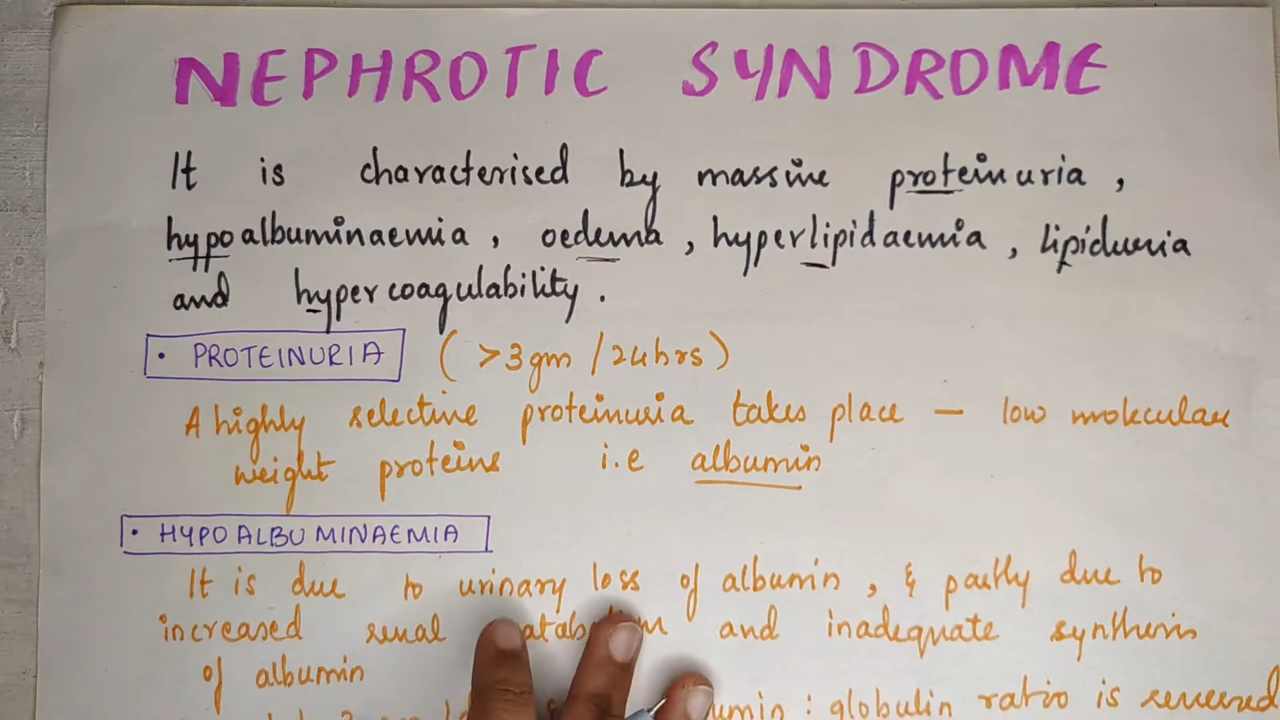 NEPHROTIC SYNDROME
It is characterised by massive proteinuria,
hypoalbuminaemia, oedema, hyperlipidaemia, lipiduria
and hypercoagulability.
• PROTEINURIA (>3gm/24hrs)
A highly selective proteinuria takes place — low molecular
weight proteins i.e albumin
• HYPOALBUMINAEMIA
It is due to urinary loss of albumin, & partly due to
increased renal and inadequate synthesis
of albumin
: globulin ratio is reversed